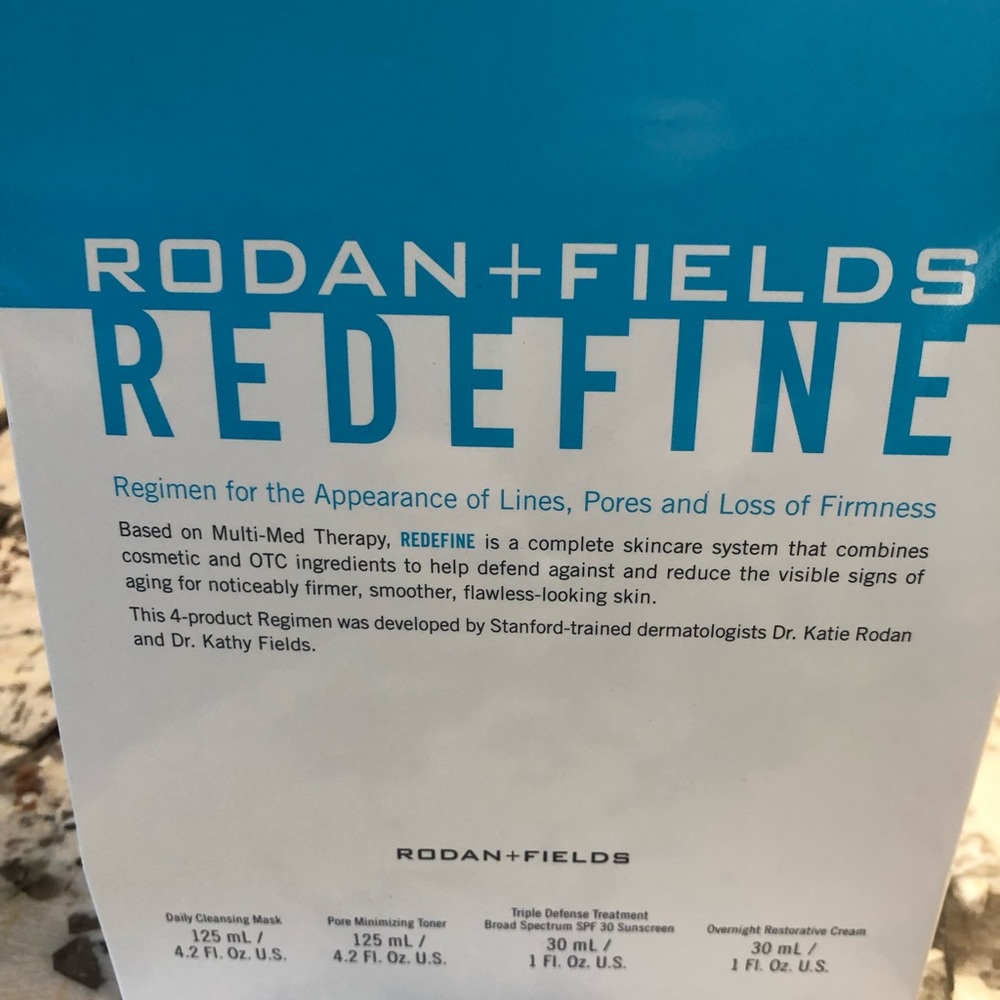 RODAN+FIELDS
REDEFINE
Regimen for the Appearance of Lines, Pores and Loss of Firmness
Based on Multi-Med Therapy, REDEFINE is a complete skincare system that combines
cosmetic and OTC ingredients to help defend against and reduce the visible signs of
aging for noticeably firmer, smoother, flawless-looking skin.
This 4-product Regimen was developed by Stanford-trained dermatologists Dr. Katie Rodan
and Dr. Kathy Fields.
RODAN+FIELDS
Daily Cleansing Mask
125 mL /
4.2 Fl. Oz. U.S.
Pore Minimizing Toner
125 mL /
4.2 Fl. Oz. U.S.
Triple Defense Treatment
Broad Spectrum SPF 30 Sunscreen
30 mL /
1 Fl. Oz. U.S.
Overnight Restorative Cream
30 mL /
1 Fl. Oz. U.S.